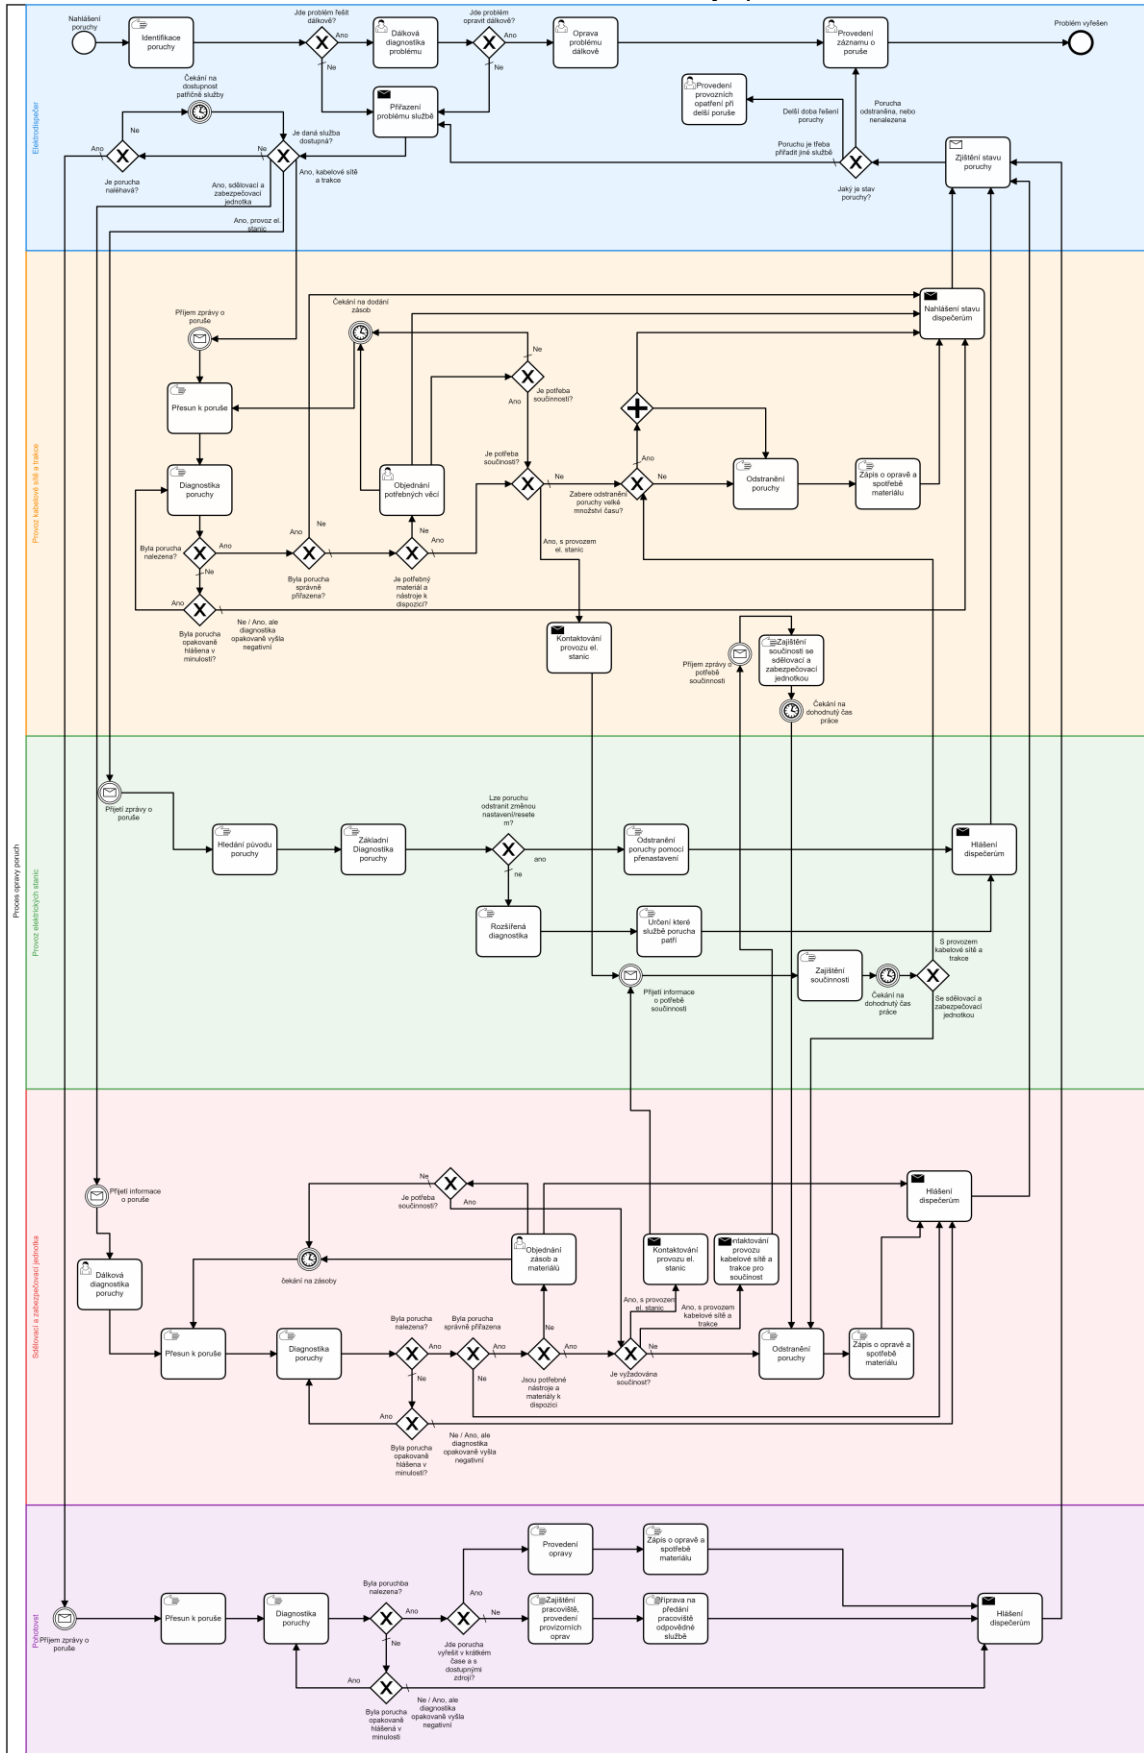 Proces opravy poruch
Elektrodispečer
Nahlášení
poruchy
Identifikace
poruchy
Jde problém řešit
dálkově?
Ano
Ne
Dálková
diagnostika
problému
Jde problém
opravit dálkově?
Ano
Ne
Oprava
problému
dálkově
Provedení
záznamu o
poruše
Problém vyřešen
Čekání na
dostupnost
patřičné služby
Přiřazení
problému službě
Provedení
provozních
opatření při
delší poruše
Delší doba řešení
poruchy
Porucha
odstraněna, nebo
nenalezena
Ne
Je daná služba
dostupná?
Ano
Ne
Je porucha
naléhavá?
Ano, kabelové sítě
a trakce
Ano, sdělovací a
zabezpečovací
jednotka
Ano, provoz el.
stanic
Poruchu je třeba
přiřadit jiné službě
Jaký je stav
poruchy?
Zjištění stavu
poruchy
Provoz kabelové sítě a trakce
Příjem zprávy o
poruše
Čekání na dodání
zásob
Nahlášení stavu
dispečerům
Přesun k poruše
Ne
Je potřeba
součinnosti?
Ano
Diagnostika
poruchy
Objednání
potřebných věcí
Je potřeba
součinosti?
Ne
Zabere odstranění
poruchy velké
množství času?
Ano
Ne
Odstranění
poruchy
Zápis o opravě a
spotřebě
materiálu
Byla porucha
nalezena?
Ano
Ne
Ano
Ne
Byla porucha
správně
přiřazena?
Ne
Ano
Je potřebný
materiál a
nástroje k
dispozici?
Ano, s provozem
el. stanic
Ano
Byla porucha
opakovaně
hlášena v
minulosti?
Ne / Ano, ale
diagnostika
opakovaně vyšla
negativní
Kontaktování
provozu el.
stanic
Příjem zprávy o
potřebě
součinnosti
Zajištění
součinosti se
sdělovací a
zabezpečovací
jednotkou
Čekání na
dohodnutý čas
práce
Provoz elektrických stanic
Přijetí zprávy o
poruše
Hledání původu
poruchy
Základní
Diagnostika
poruchy
Lze poruchu
odstranit změnou
nastavení/resete
m?
ano
ne
Odstranění
poruchy pomocí
přenastavení
Hlášení
dispečerům
Rozšířená
diagnostika
Určení které
službě porucha
patří
Přijetí informace
o potřebě
součinnosti
Zajištění
součinnosti
Čekání na
dohodnutý čas
práce
S provozem
kabelové sítě a
trakce
Se sdělovací a
zabezpečovací
jednotkou
Sdělovací a zabezpečovací jednotka
Přijetí informace
o poruše
Ne
Je potřeba
součinnosti?
Ano
Hlášení
dispečerům
Dálková
diagnostika
poruchy
čekání na zásoby
Objednání
zásob a
materiálů
Kontaktování
provozu el.
stanic
ontaktování
provozu
kabelové sítě a
trakce pro
součinost
Ano, s provozem
el. stanic
Ano, s provozem
kabelové sítě a
trakce
Přesun k poruše
Diagnostika
poruchy
Byla porucha
nalezena?
Ano
Ne
Byla porucha
správně přiřazena
Ano
Ne
Ne
Ano
Jsou potřebné
nástroje a
materiály k
dispozici
Ne
Je vyžadována
součinost?
Odstranění
poruchy
Zápis o opravě a
spotřebě
materiálu
Ano
Byla porucha
opakovaně
hlášena v
minulosti?
Ne / Ano, ale
diagnostika
opakovaně vyšla
negativní
Pohotovst
Příjem zprávy o
poruše
Přesun k poruše
Diagnostika
poruchy
Byla poruchba
nalezena?
Ano
Ne
Ano
Ne
Jde porucha
vyřešit v krátkém
čase a s
dostupnými
zdroji?
Provedení
opravy
Zápis o opravě a
spotřebě
materiálu
Zajištění
pracoviště,
provedení
provizorních
oprav
říprava na
předání
pracoviště
odpovědné
službě
Hlášení
dispečerům
Ano
Byla porucha
opakovaně
hlášená v
minulosti
Ne / Ano, ale
diagnostika
opakovaně vyšla
negativní